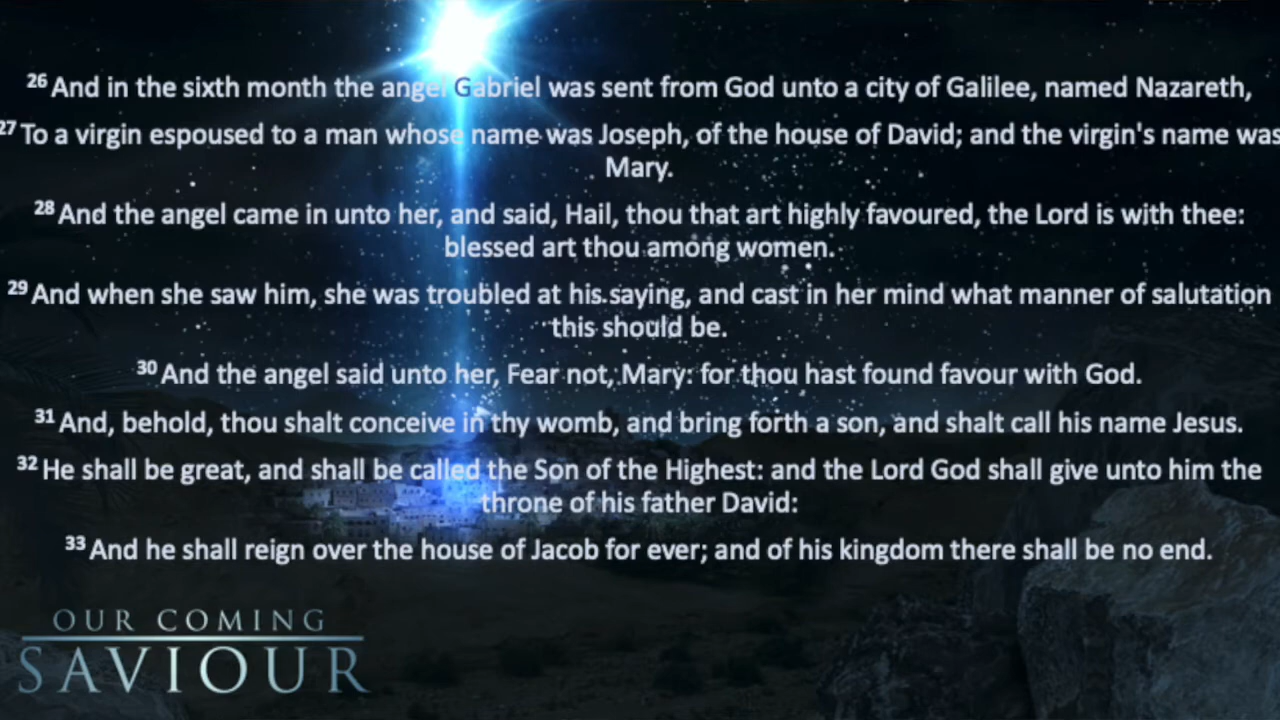 26 And in the sixth month the angel Gabriel was sent from God unto a city of Galilee, named Nazareth,
27 To a virgin espoused to a man whose name was Joseph, of the house of David; and the virgin's name was
Mary.
28 And the angel came in unto her, and said, Hail, thou that art highly favoured, the Lord is with thee:
blessed art thou among women.
29 And when she saw him, she was troubled at his saying, and cast in her mind what manner of salutation
this should be.
30 And the angel said unto her, Fear not, Mary: for thou hast found favour with God.
31 And, behold, thou shalt conceive in thy womb, and bring forth a son, and shalt call his name Jesus.
32 He shall be great, and shall be called the Son of the Highest: and the Lord God shall give unto him the
throne of his father David:
33 And he shall reign over the house of Jacob for ever; and of his kingdom there shall be no end.
OUR COMING
SAVIOUR